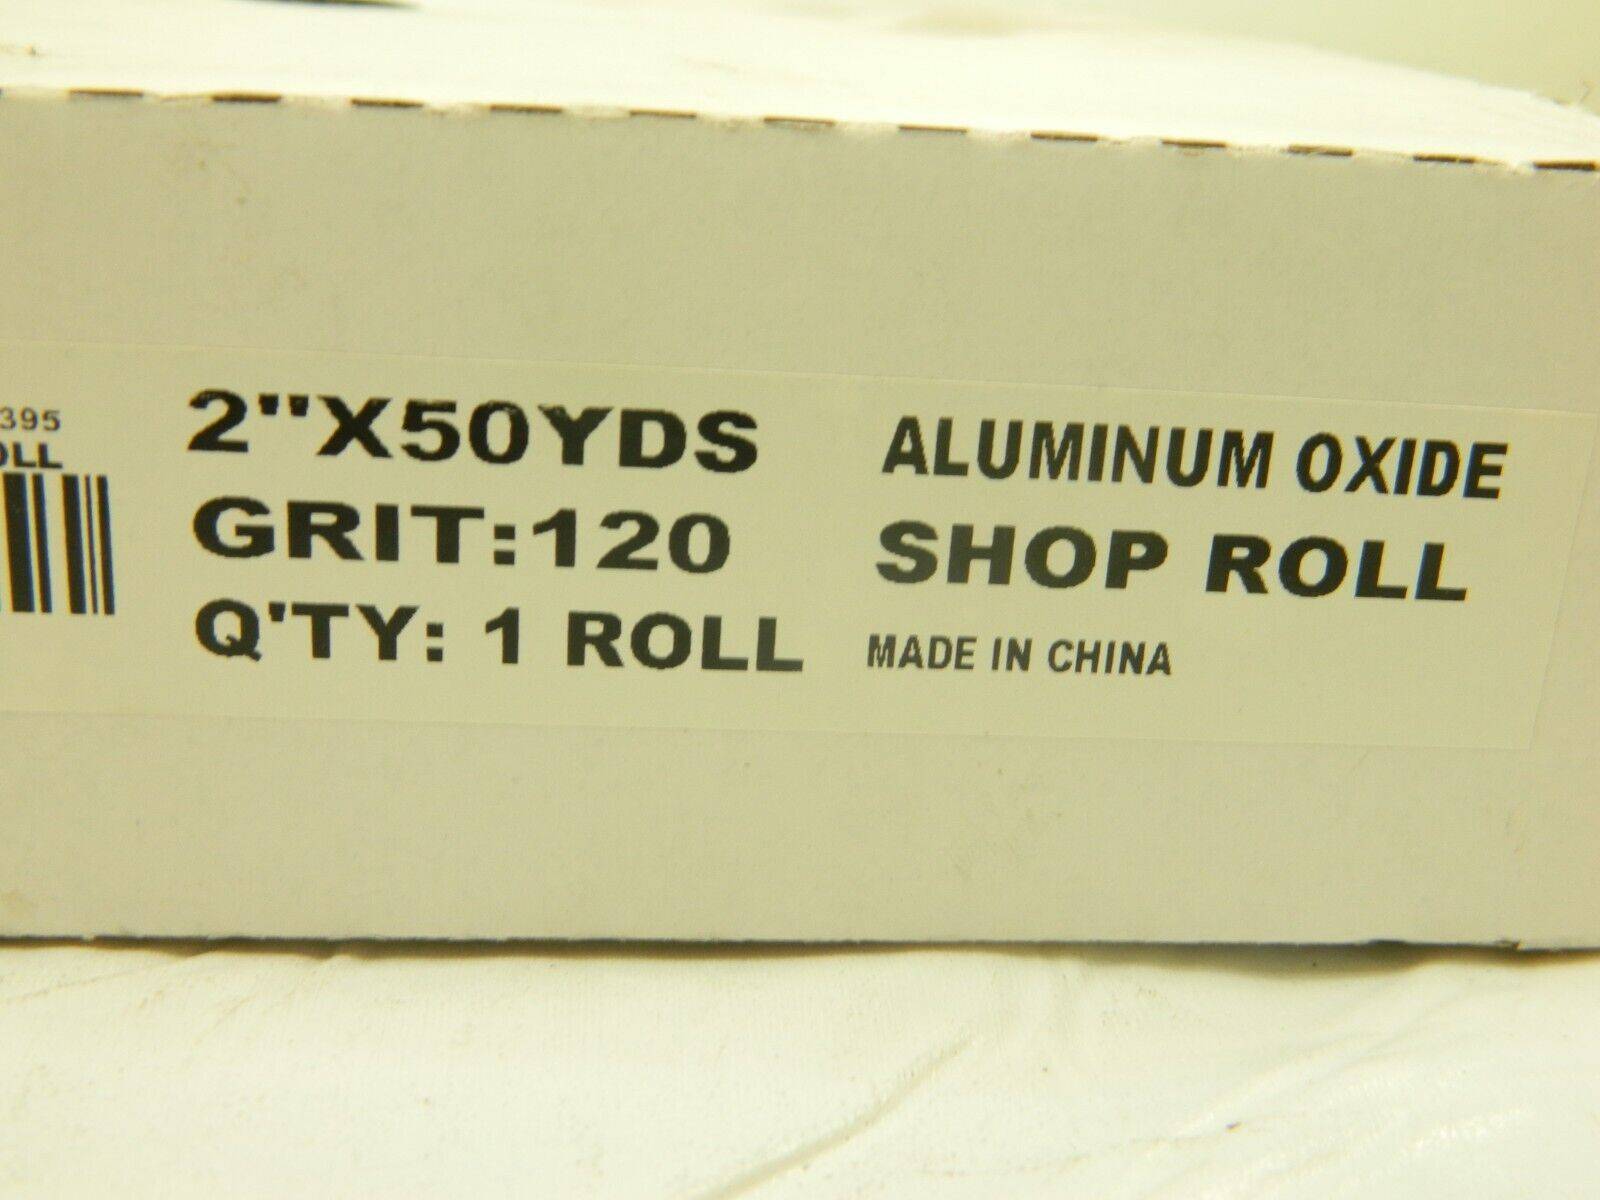 395
2"X50YDS
GRIT:120
Q'TY: 1 ROLL
ALUMINUM OXIDE
SHOP ROLL
MADE IN CHINA